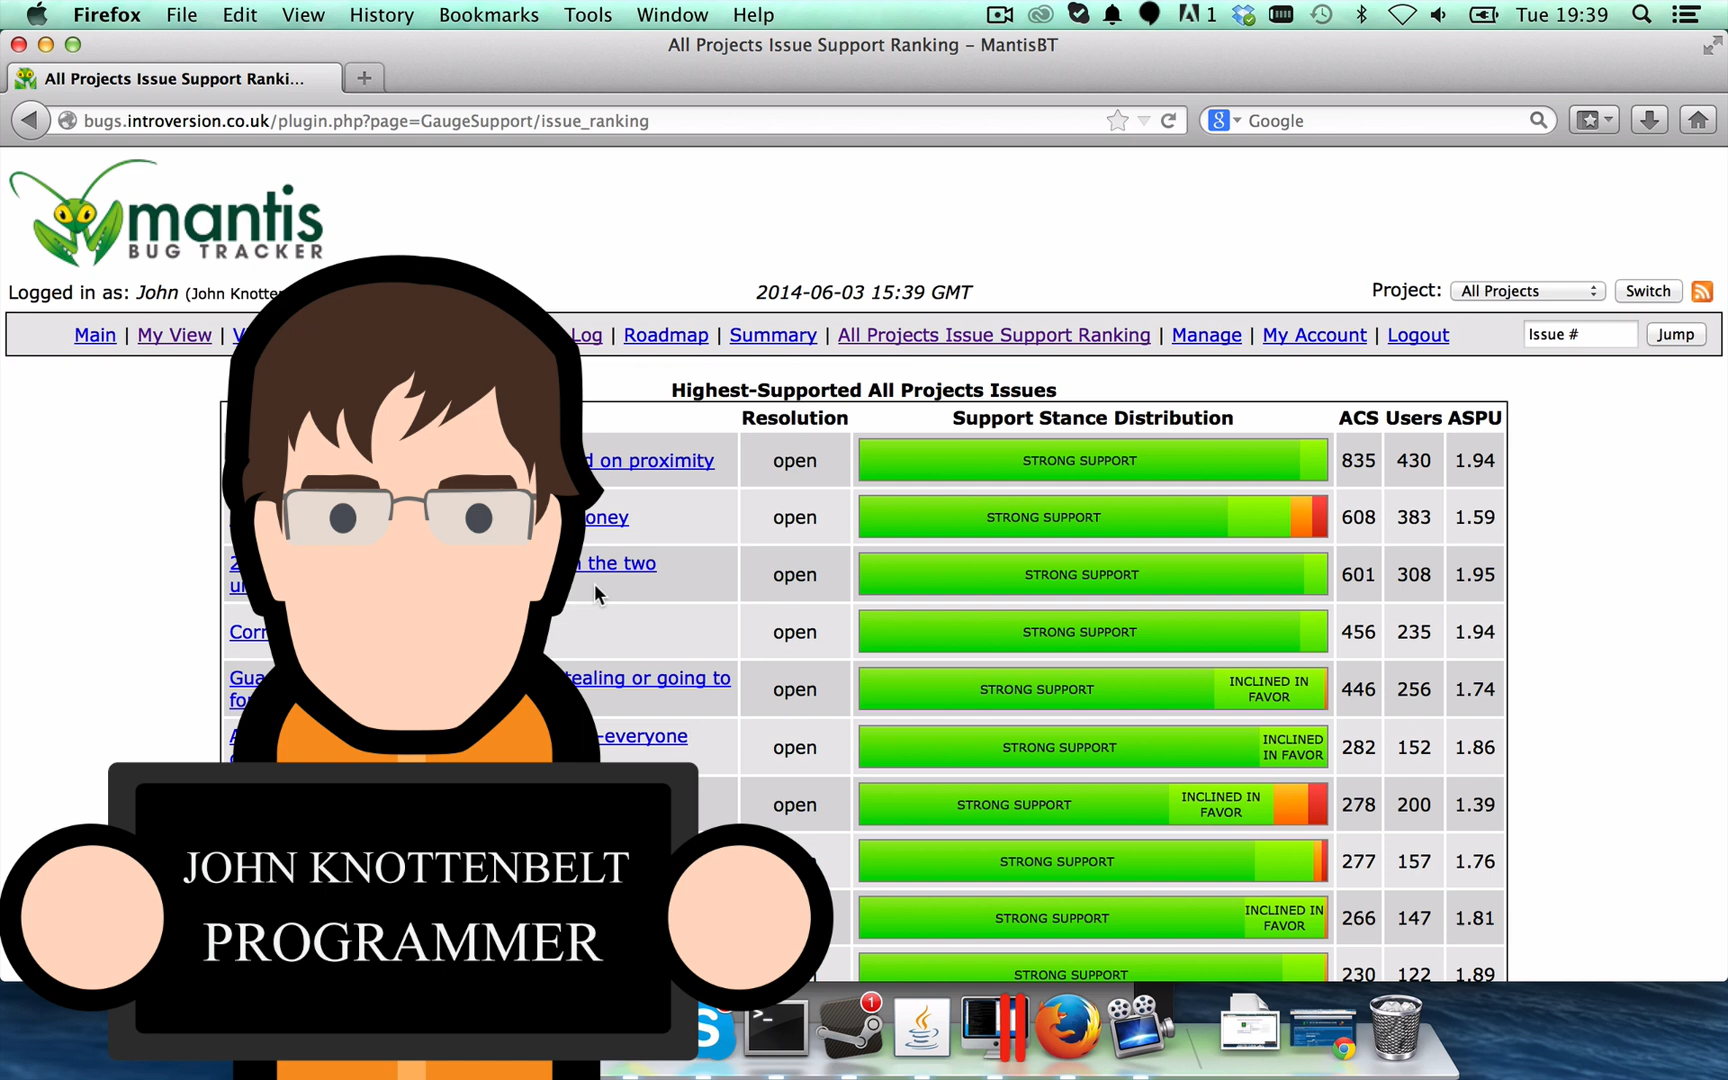 Firefox File Edit View History Bookmarks Tools Window Help 1 Tue 19:39
All Projects Issue Support Ranking – MantisBT
All Projects Issue Support Ranki...
bugs.introversion.co.uk/plugin.php?page=GaugeSupport/issue_ranking Google
mantis
BUG TRACKER
Logged in as: John (John Knotten 2014-06-03 15:39 GMT Project: All Projects Switch
Main | My View | Log | Roadmap | Summary | All Projects Issue Support Ranking | Manage | My Account | Logout Issue # Jump
Highest-Supported All Projects Issues
Resolution Support Stance Distribution ACS Users ASPU
on proximity open STRONG SUPPORT 835 430 1.94
open STRONG SUPPORT 608 383 1.59
the two
open STRONG SUPPORT 601 308 1.95
open STRONG SUPPORT 456 235 1.94
or going to
open STRONG SUPPORT INCLINED IN FAVOR 446 256 1.74
-everyone
STRONG SUPPORT INCLINED IN FAVOR 282 152 1.86
open STRONG SUPPORT INCLINED IN FAVOR 278 200 1.39
STRONG SUPPORT 277 157 1.76
STRONG SUPPORT INCLINED IN FAVOR 266 147 1.81
STRONG SUPPORT 230 122 1.89
JOHN KNOTTENBELT
PROGRAMMER
1